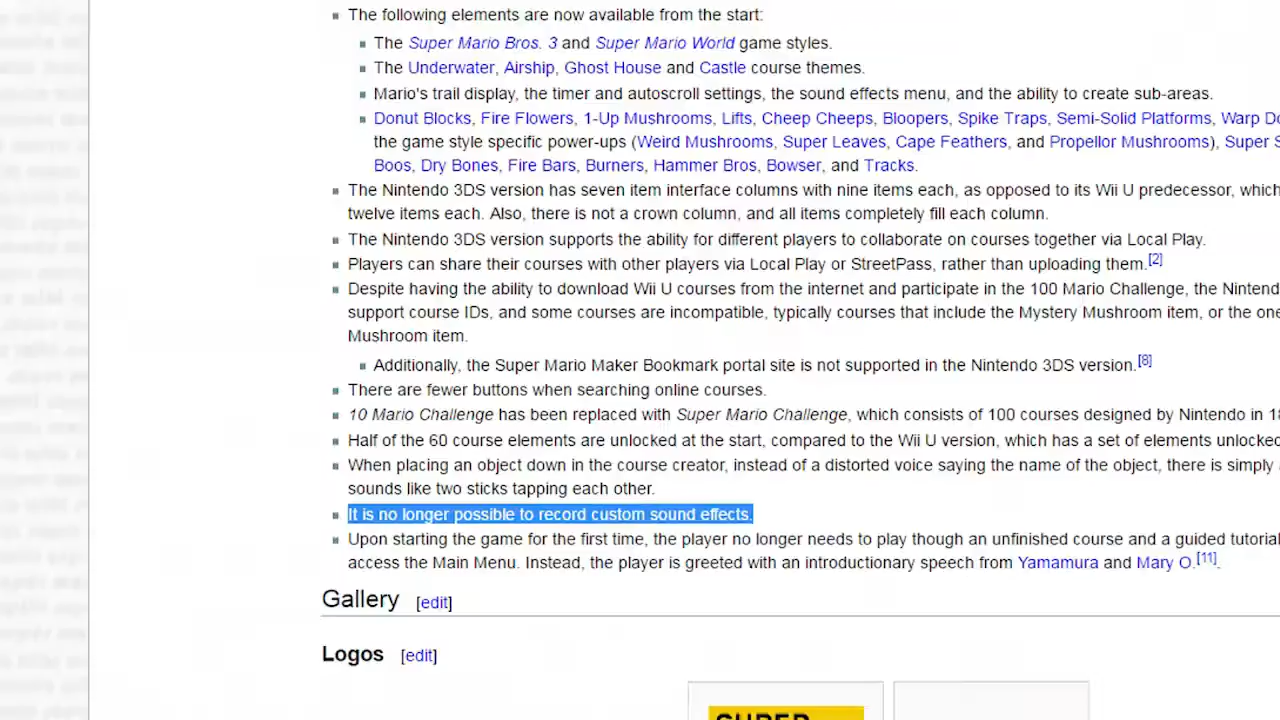 The following elements are now available from the start:
The Super Mario Bros. 3 and Super Mario World game styles.
The Underwater, Airship, Ghost House and Castle course themes.
Mario's trail display, the timer and autoscroll settings, the sound effects menu, and the ability to create sub-areas.
Donut Blocks, Fire Flowers, 1-Up Mushrooms, Lifts, Cheep Cheeps, Bloopers, Spike Traps, Semi-Solid Platforms, Warp
the game style specific power-ups (Weird Mushrooms, Super Leaves, Cape Feathers, and Propellor Mushrooms), Super
Boos, Dry Bones, Fire Bars, Burners, Hammer Bros, Bowser, and Tracks.
The Nintendo 3DS version has seven item interface columns with nine items each, as opposed to its Wii U predecessor, which
twelve items each. Also, there is not a crown column, and all items completely fill each column.
The Nintendo 3DS version supports the ability for different players to collaborate on courses together via Local Play.
Players can share their courses with other players via Local Play or StreetPass, rather than uploading them.[2]
Despite having the ability to download Wii U courses from the internet and participate in the 100 Mario Challenge, the
support course IDs, and some courses are incompatible, typically courses that include the Mystery Mushroom item, or the one
Mushroom item.
Additionally, the Super Mario Maker Bookmark portal site is not supported in the Nintendo 3DS version.[8]
There are fewer buttons when searching online courses.
10 Mario Challenge has been replaced with Super Mario Challenge, which consists of 100 courses designed by Nintendo in
Half of the 60 course elements are unlocked at the start, compared to the Wii U version, which has a set of elements unlocked
When placing an object down in the course creator, instead of a distorted voice saying the name of the object, there is simply
sounds like two sticks tapping each other.
It is no longer possible to record custom sound effects.
Upon starting the game for the first time, the player no longer needs to play though an unfinished course and a guided tutorial
access the Main Menu. Instead, the player is greeted with an introductionary speech from Yamamura and Mary O.[11].
Gallery [edit]
Logos [edit]
SUPER